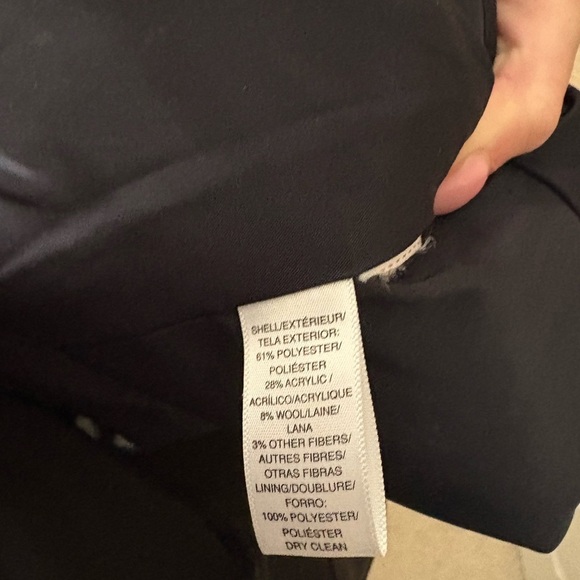 SHELL/EXTÉRIEUR/
TELA EXTERIOR:
61% POLYESTER/
POLIÉSTER
28% ACRYLIC /
ACRÍLICO/ACRYLIQUE
8% WOOL/LAINE/
LANA
3% OTHER FIBERS/
AUTRES FIBRES/
OTRAS FIBRAS
LINING/DOUBLURE/
FORRO:
100% POLYESTER/
POLIÉSTER
DRY CLEAN